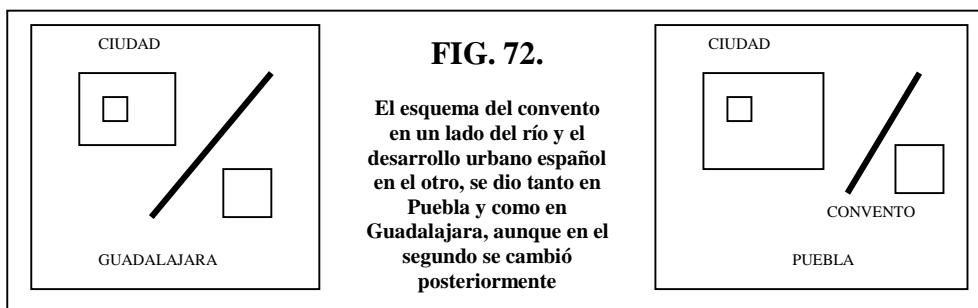 CIUDAD
GUADALAJARA
FIG. 72.
El esquema del convento
en un lado del río y el
desarrollo urbano español
en el otro, se dio tanto en
Puebla y como en
Guadalajara, aunque en el
segundo se cambió
posteriormente
CIUDAD
CONVENTO
PUEBLA